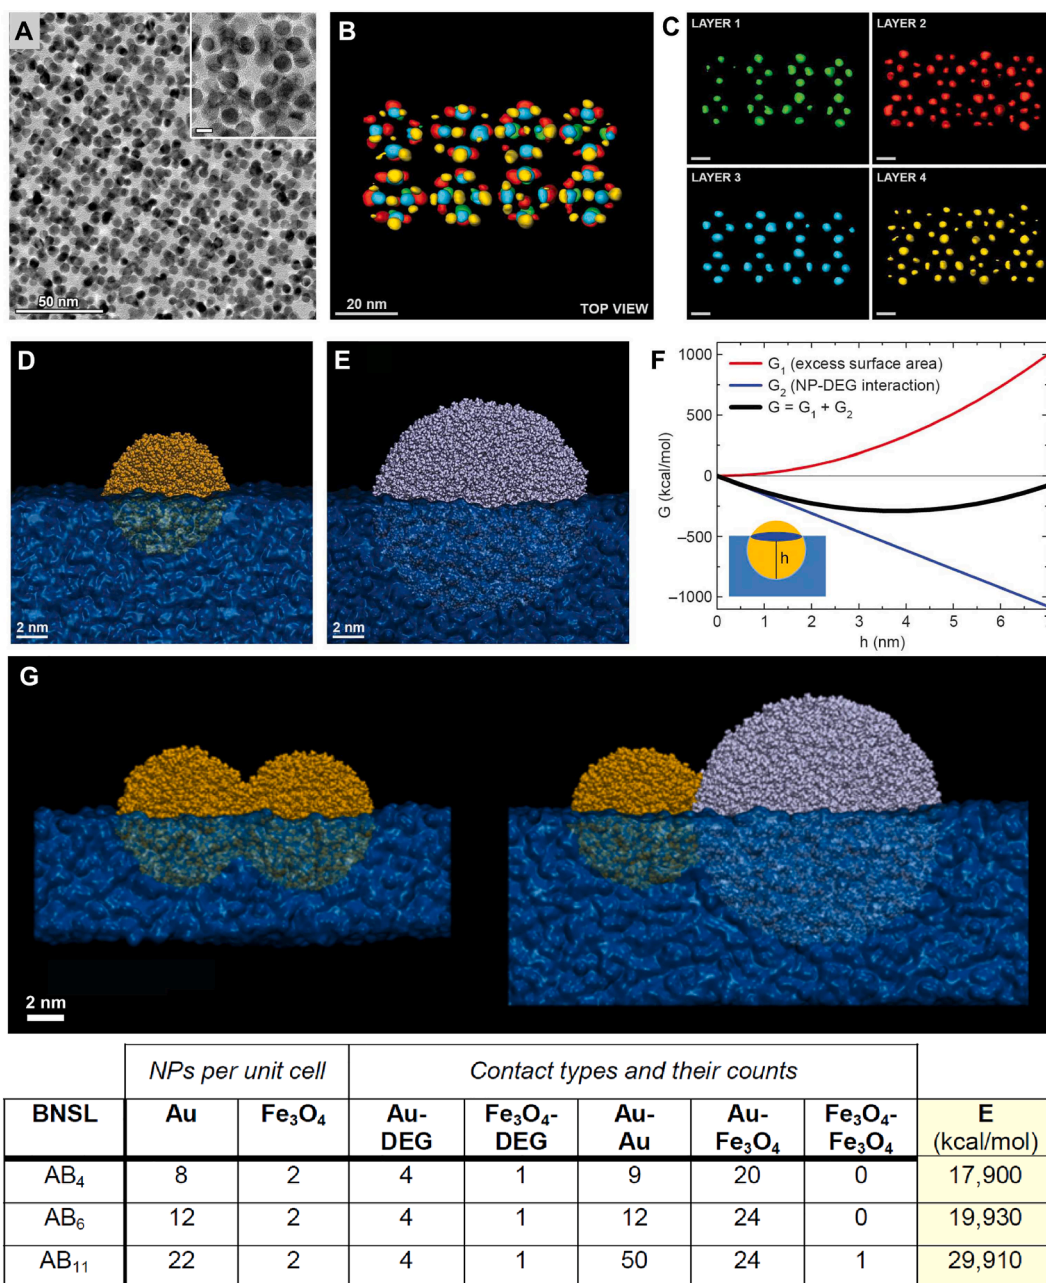 A
50 nm
B
20 nm
TOP VIEW
C
LAYER 1
LAYER 2
LAYER 3
LAYER 4
D
2 nm
E
2 nm
F
G₁ (excess surface area)
G₂ (NP-DEG interaction)
G = G₁ + G₂
1000
500
0
−500
−1000
G (kcal/mol)
h
0 1 2 3 4 5 6 7
h (nm)
G
2 nm
NPs per unit cell Contact types and their counts
BNSL Au Fe₃O₄ Au-DEG Fe₃O₄-DEG Au-Au Au-Fe₃O₄ Fe₃O₄-Fe₃O₄ E (kcal/mol)
AB₄ 8 2 4 1 9 20 0 17,900
AB₆ 12 2 4 1 12 24 0 19,930
AB₁₁ 22 2 4 1 50 24 1 29,910